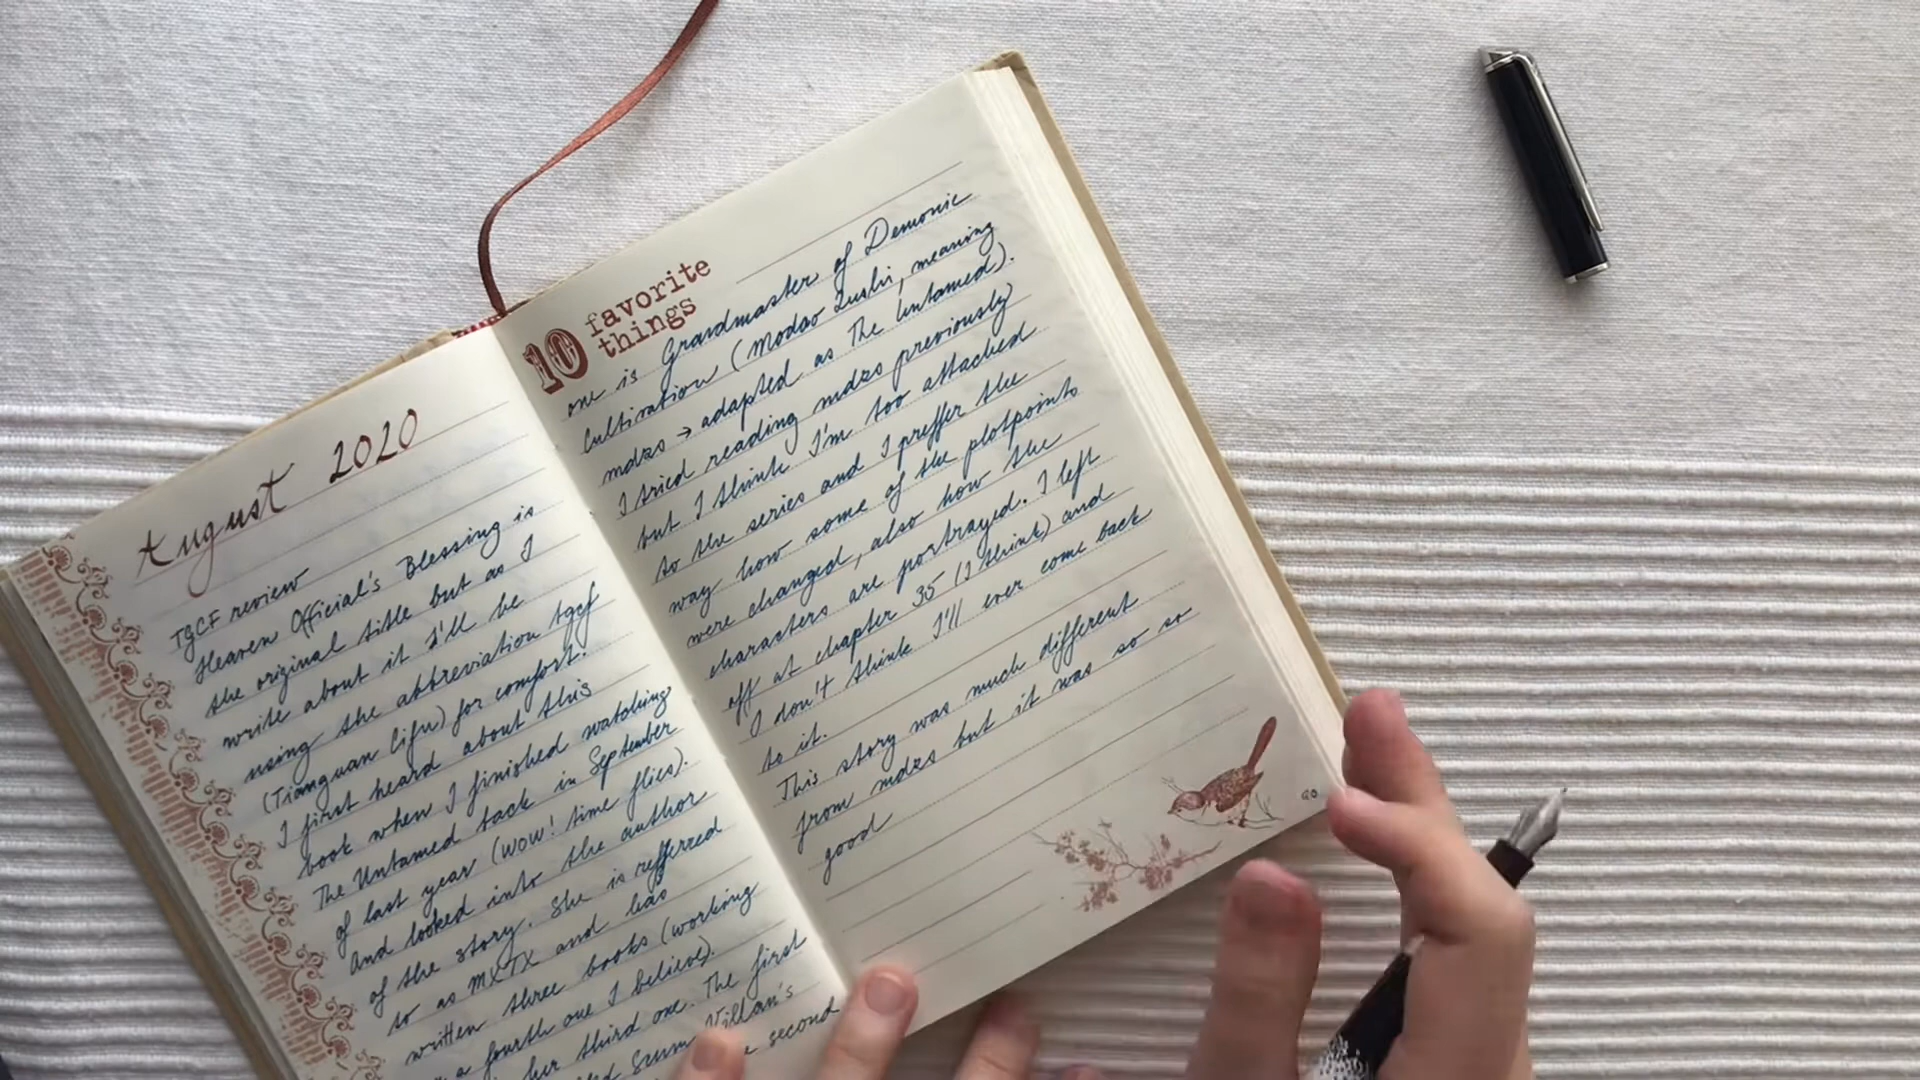 August 2020
TGCF review
Heaven Official's Blessing is
the original title but as I
write about it I'll be
using the abbreviation tgcf
(Tianguan Cifu) for comfort.
I first heard about this
book when I finished watching
The Untamed back in September
of last year (wow! time flies).
And looked into the author
of the story. She is refferred
to as MXTX and has
written three books (working
a fourth one I believe).
her third one. The first
Scum Villan's
second
10 favorite
things
one is Grandmaster of Demonic
Cultivation (Modao Zushi, meaning
mdzs → adapted as The Untamed).
I tried reading mdzs previously
but I think I'm too attached
to the series and I preffer the
way how some of the plotpoints
were changed, also how the
characters are portrayed. I left
off at chapter 35 (I think) and
I don't think I'll ever come back
to it.
This story was much different
from mdzs but it was so so
good